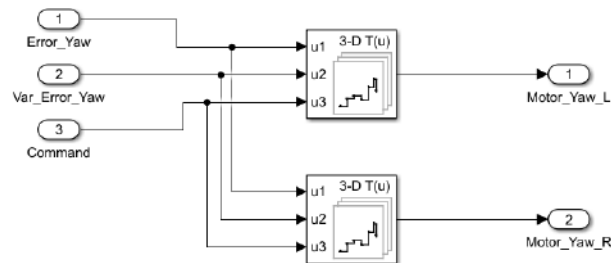 1
Error_Yaw
2
Var_Error_Yaw
3
Command
3-D T(u)
u1
u2
u3
1
Motor_Yaw_L
3-D T(u)
u1
u2
u3
2
Motor_Yaw_R